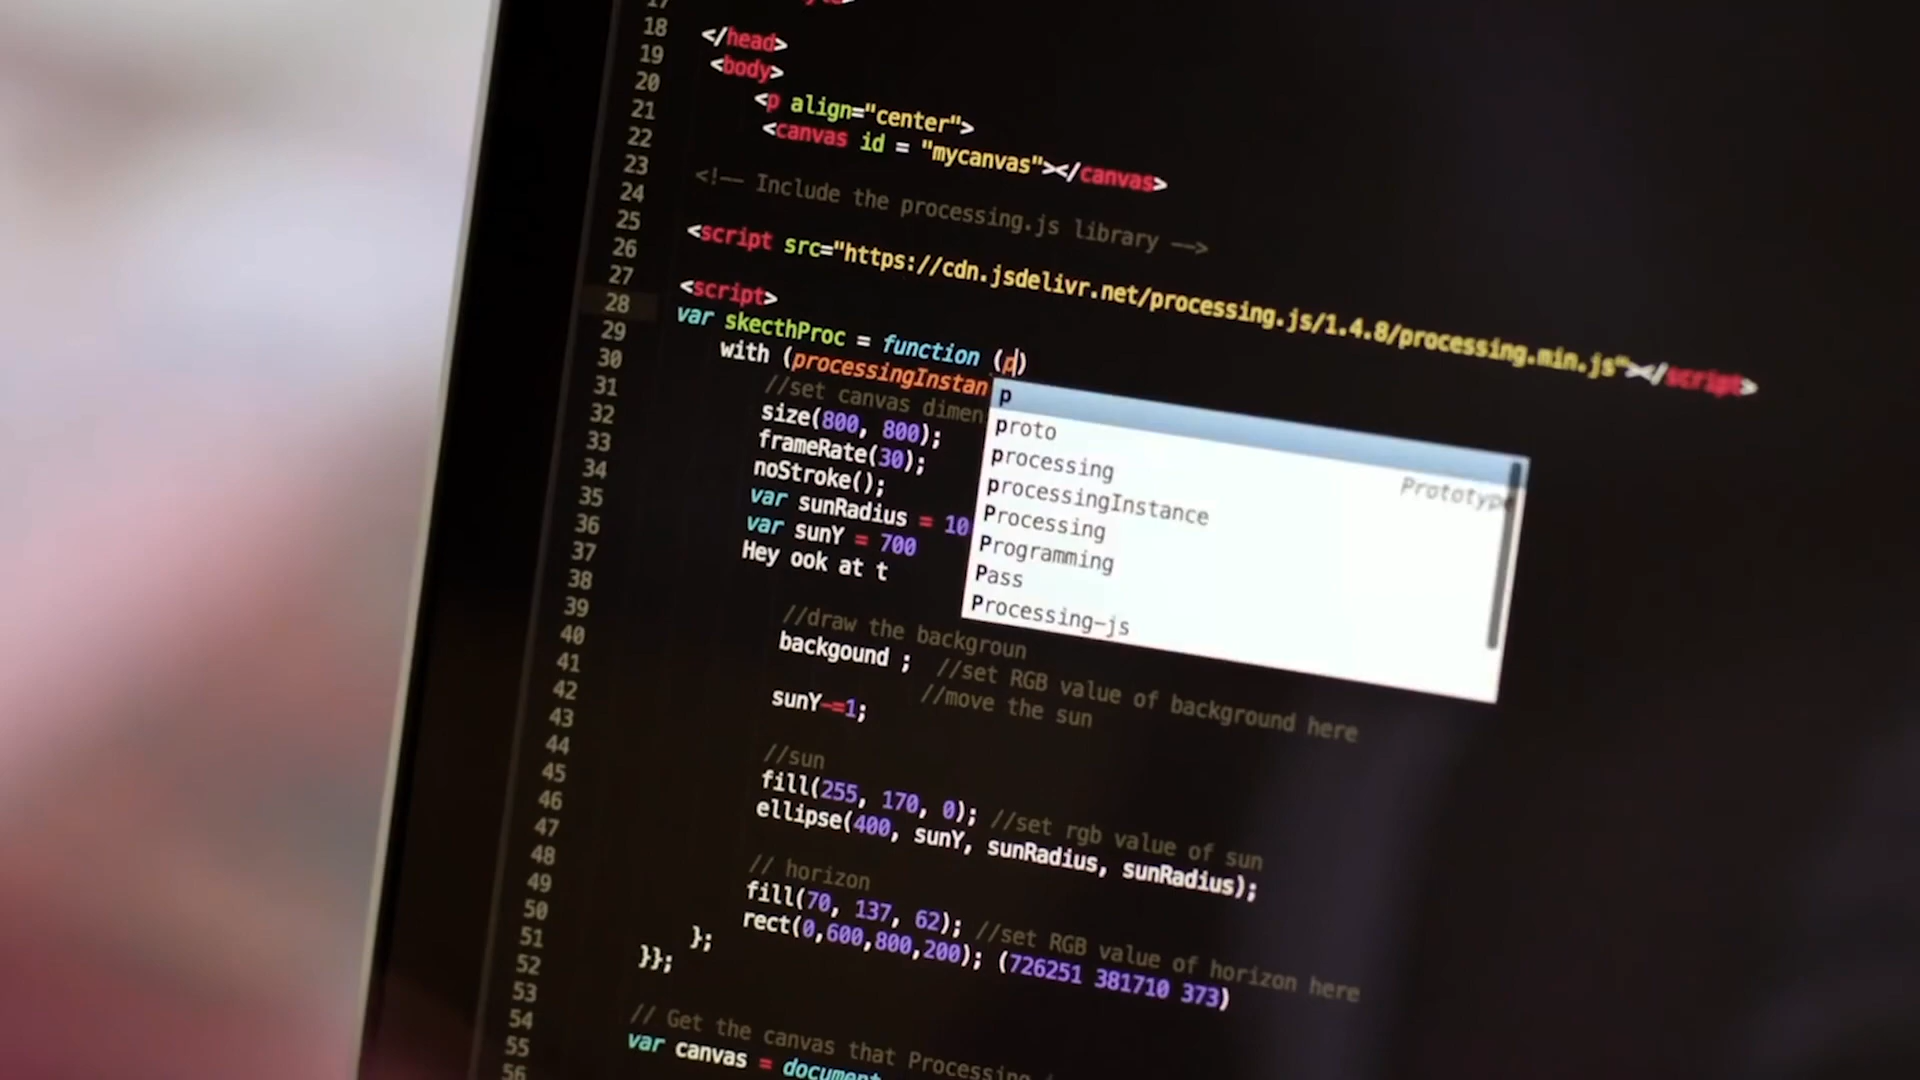 17
18 </head>
19 <body>
20
21 <p align="center">
22 <canvas id = "mycanvas"></canvas>
23
24 <!-- Include the processing.js library -->
25
26 <script src="https://cdn.jsdelivr.net/processing.js/1.4.8/processing.min.js"></script>
27
28 <script>
29 var skecthProc = function (p)
30 with (processingInstan
31 //set canvas dimen
32 size(800, 800);
33 frameRate(30);
34 noStroke();
35 var sunRadius = 10
36 var sunY = 700
37 Hey ook at t
38
39 //draw the backgroun
40 backgound ; //set RGB value of background here
41 //move the sun
42 sunY-=1;
43
44 //sun
45 fill(255, 170, 0); //set rgb value of sun
46 ellipse(400, sunY, sunRadius, sunRadius);
47
48 // horizon
49 fill(70, 137, 62); //set RGB value of horizon here
50 rect(0,600,800,200); (726251 381710 373)
51 };
52 }};
53
54 // Get the canvas that Processing
55 var canvas = document
56
p
proto Prototype
processing
processingInstance
Processing
Programming
Pass
Processing-js